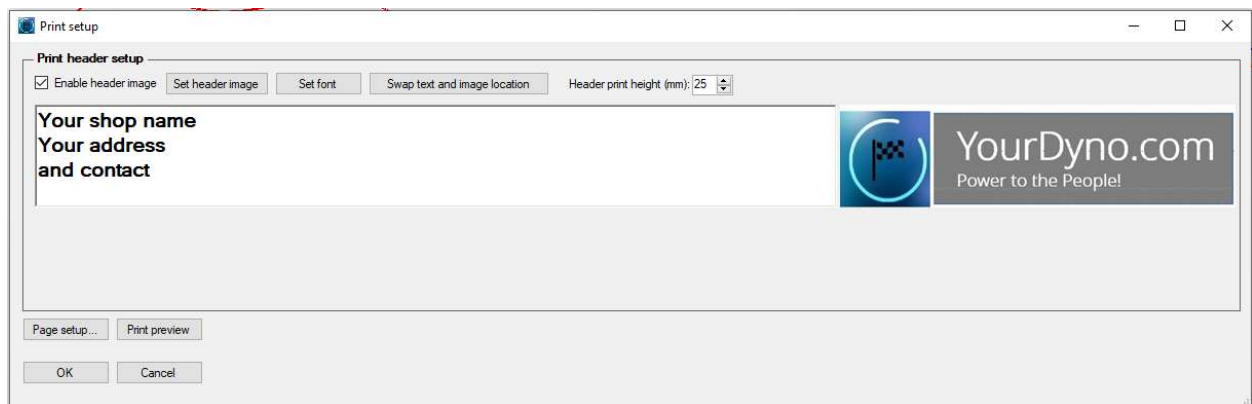 Print setup
Print header setup
Enable header image Set header image Set font Swap text and image location Header print height (mm): 25
Your shop name
Your address
and contact
YourDyno.com
Power to the People!
Page setup... Print preview
OK Cancel